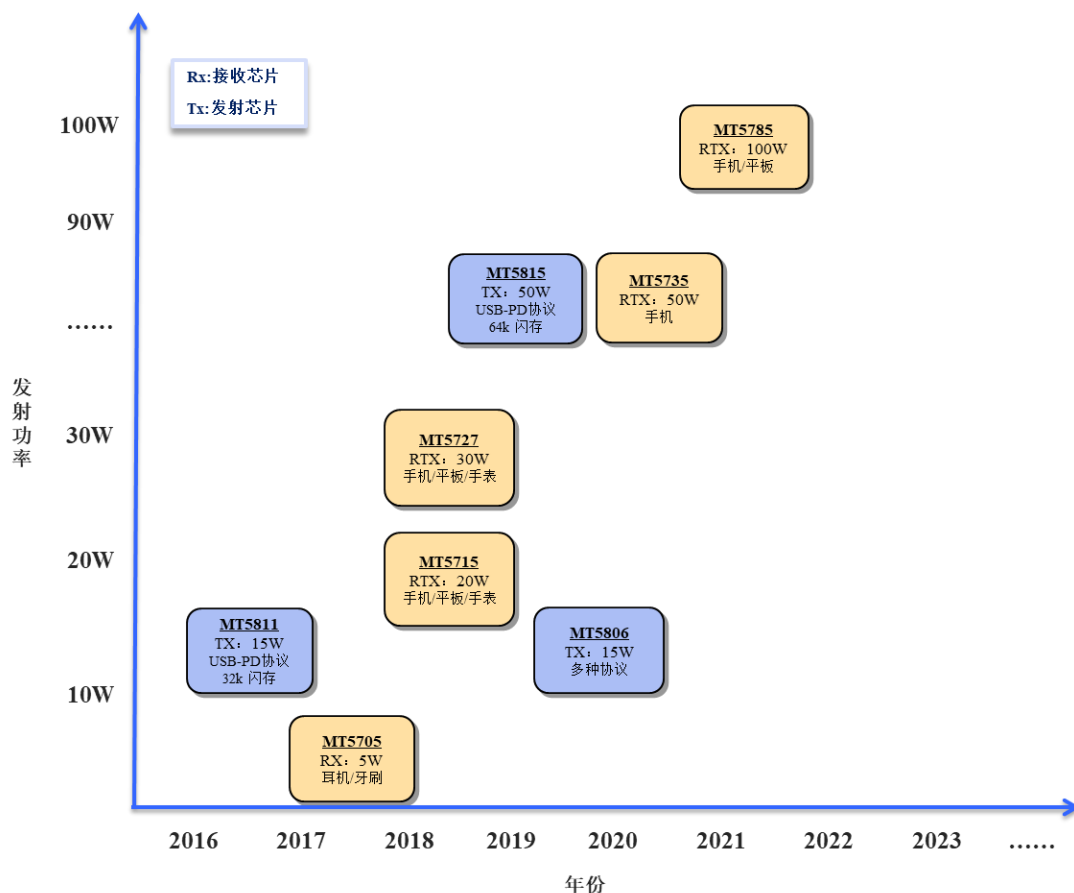 Rx:接收芯片
Tx:发射芯片
100W
90W
……
30W
20W
10W
发射功率
MT5785
RTX：100W
手机/平板
MT5815
TX：50W
USB-PD协议
64k 闪存
MT5735
RTX：50W
手机
MT5727
RTX：30W
手机/平板/手表
MT5715
RTX：20W
手机/平板/手表
MT5811
TX：15W
USB-PD协议
32k 闪存
MT5806
TX：15W
多种协议
MT5705
RX：5W
耳机/牙刷
2016 2017 2018 2019 2020 2021 2022 2023 ……
年份